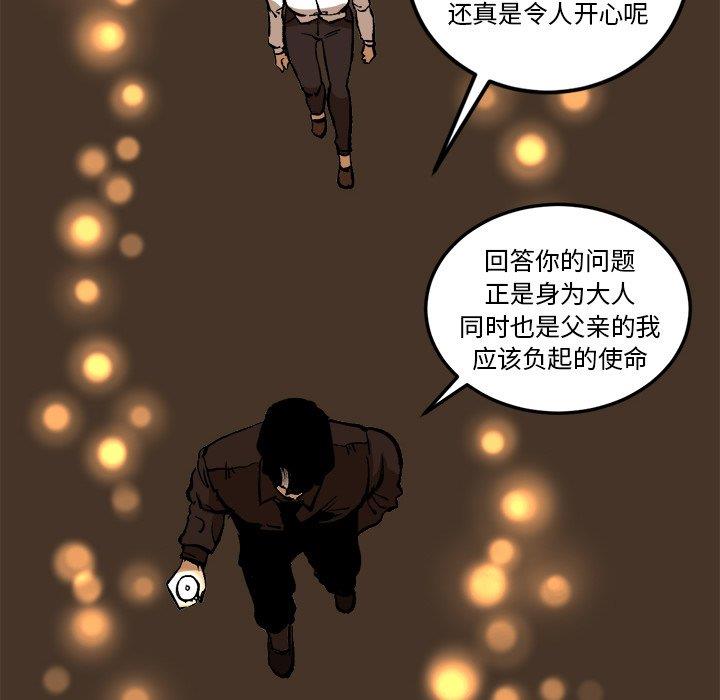 还真是令人开心呢
回答你的问题
正是身为大人
同时也是父亲的我
应该负起的使命